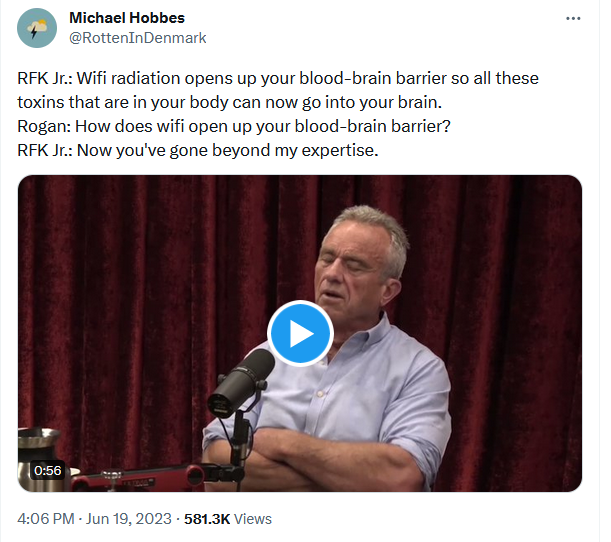 Michael Hobbes
@RottenInDenmark
RFK Jr.: Wifi radiation opens up your blood-brain barrier so all these
toxins that are in your body can now go into your brain.
Rogan: How does wifi open up your blood-brain barrier?
RFK Jr.: Now you've gone beyond my expertise.
0:56
4:06 PM · Jun 19, 2023 · 581.3K Views